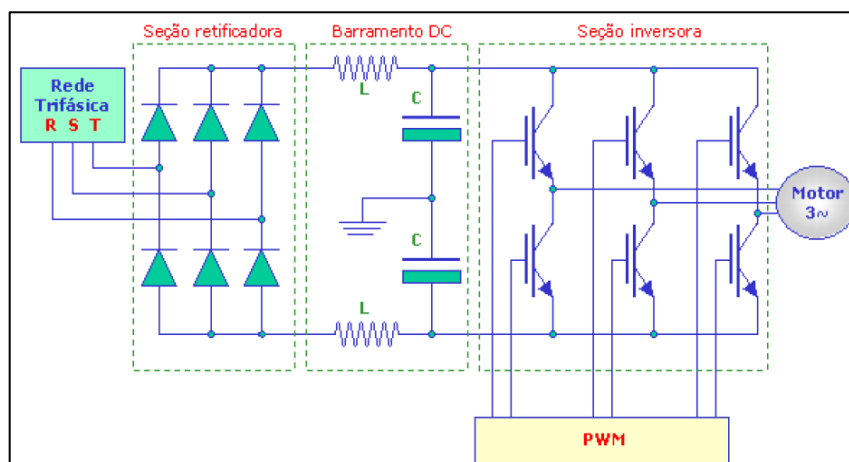 Seção retificadora
Barramento DC
Seção inversora
Rede
Trifásica
R S T
L
C
C
L
Motor
3~
PWM